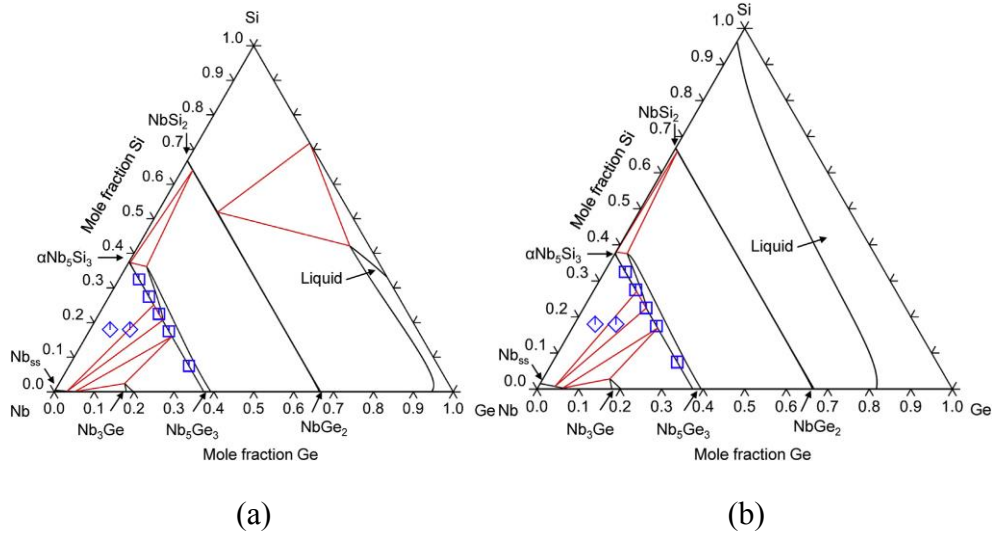 Si
1.0
0.9
0.8
NbSi₂
0.7
0.6
Mole fraction Si
0.5
0.4
αNb₅Si₃
0.3
Liquid
0.2
0.1
Nbss
0.0
Nb
0.0 0.1 0.2 0.3 0.4 0.5 0.6 0.7 0.8 0.9 1.0
Ge
Nb₃Ge
Nb₅Ge₃
NbGe₂
Mole fraction Ge
(a)
Si
1.0
0.9
0.8
NbSi₂
0.7
0.6
Mole fraction Si
0.5
0.4
αNb₅Si₃
0.3
Liquid
0.2
0.1
Nbss
0.0
Nb
0.0 0.1 0.2 0.3 0.4 0.5 0.6 0.7 0.8 0.9 1.0
Ge
Nb₃Ge
Nb₅Ge₃
NbGe₂
Mole fraction Ge
(b)